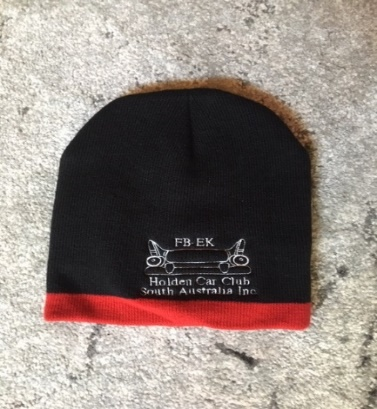 FB-EK
Holden Car Club
South Australia Inc.